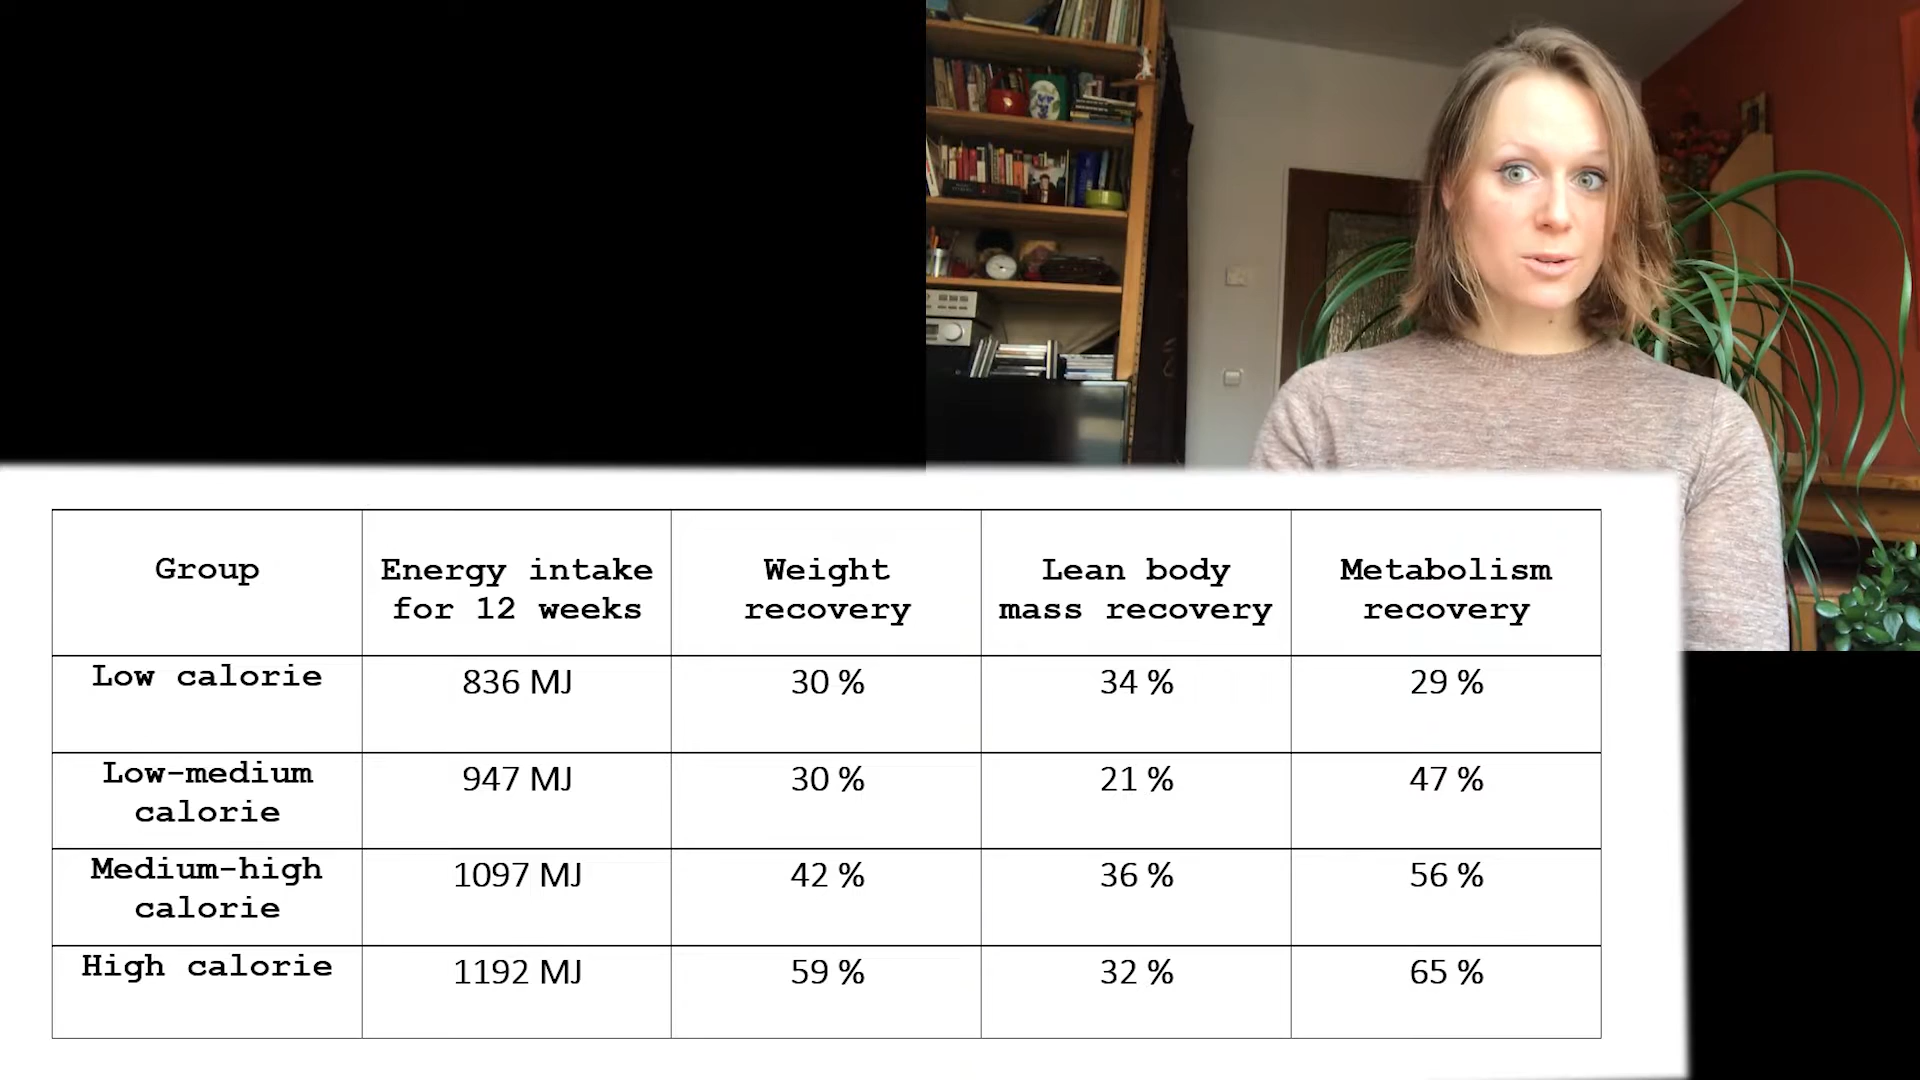 Group
Energy intake
for 12 weeks
Weight
recovery
Lean body
mass recovery
Metabolism
recovery
Low calorie
836 MJ
30 %
34 %
29 %
Low-medium
calorie
947 MJ
30 %
21 %
47 %
Medium-high
calorie
1097 MJ
42 %
36 %
56 %
High calorie
1192 MJ
59 %
32 %
65 %